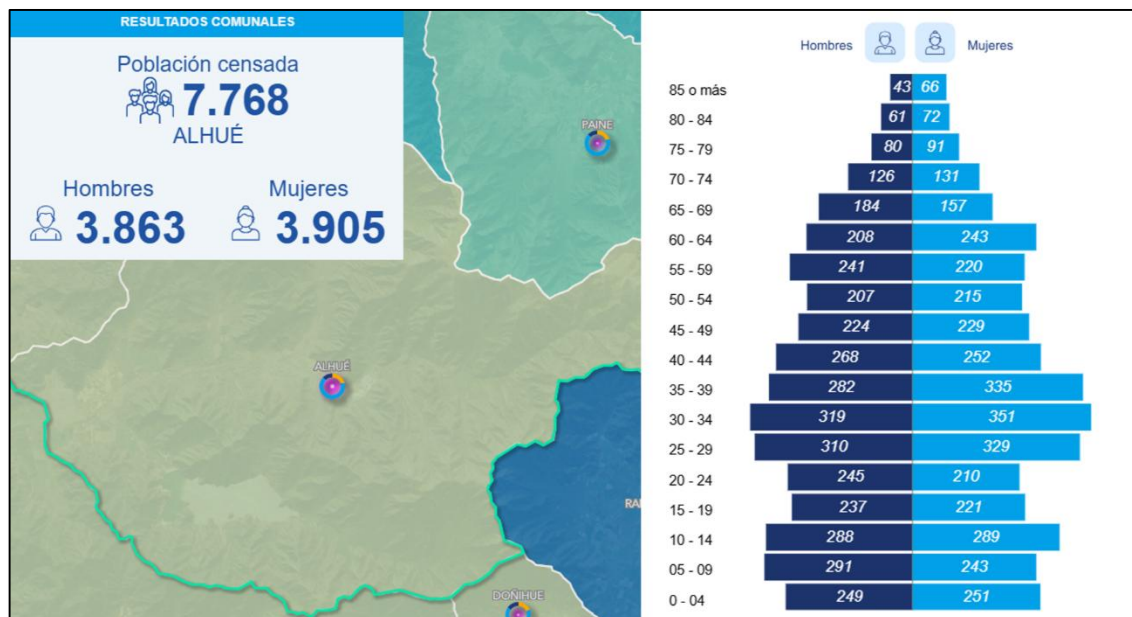 RESULTADOS COMUNALES
Población censada
7.768
ALHUÉ
Hombres
Mujeres
3.863
3.905
PAINE
ALHUÉ
DOÑIHUE
Hombres
Mujeres
85 o más 43 66
80 - 84 61 72
75 - 79 80 91
70 - 74 126 131
65 - 69 184 157
60 - 64 208 243
55 - 59 241 220
50 - 54 207 215
45 - 49 224 229
40 - 44 268 252
35 - 39 282 335
30 - 34 319 351
25 - 29 310 329
20 - 24 245 210
15 - 19 237 221
10 - 14 288 289
05 - 09 291 243
0 - 04 249 251